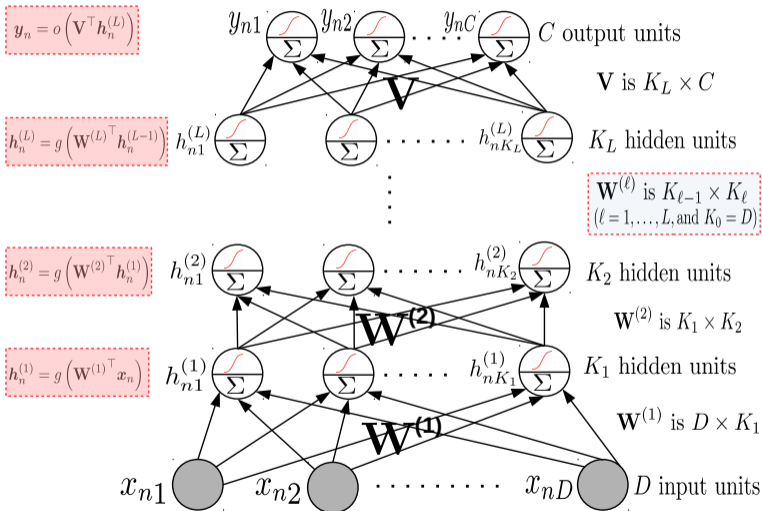 y_n = o(V^⊤ h_n^{(L)})
y_{n1} y_{n2} . . . . y_{nC} C output units
Σ Σ Σ
V
V is K_L × C
h_n^{(L)} = g(W^{(L)⊤} h_n^{(L-1)})
h_{n1}^{(L)} . . . . . . h_{nK_L}^{(L)} K_L hidden units
Σ Σ Σ
W^{(ℓ)} is K_{ℓ-1} × K_ℓ
(ℓ = 1, . . . , L, and K_0 = D)
h_n^{(2)} = g(W^{(2)⊤} h_n^{(1)})
h_{n1}^{(2)} . . . . . . h_{nK_2}^{(2)} K_2 hidden units
Σ Σ Σ
W^{(2)}
W^{(2)} is K_1 × K_2
h_n^{(1)} = g(W^{(1)⊤} x_n)
h_{n1}^{(1)} . . . . . h_{nK_1}^{(1)} K_1 hidden units
Σ Σ Σ
W^{(1)}
W^{(1)} is D × K_1
x_{n1} x_{n2} . . . . . . . . . x_{nD} D input units